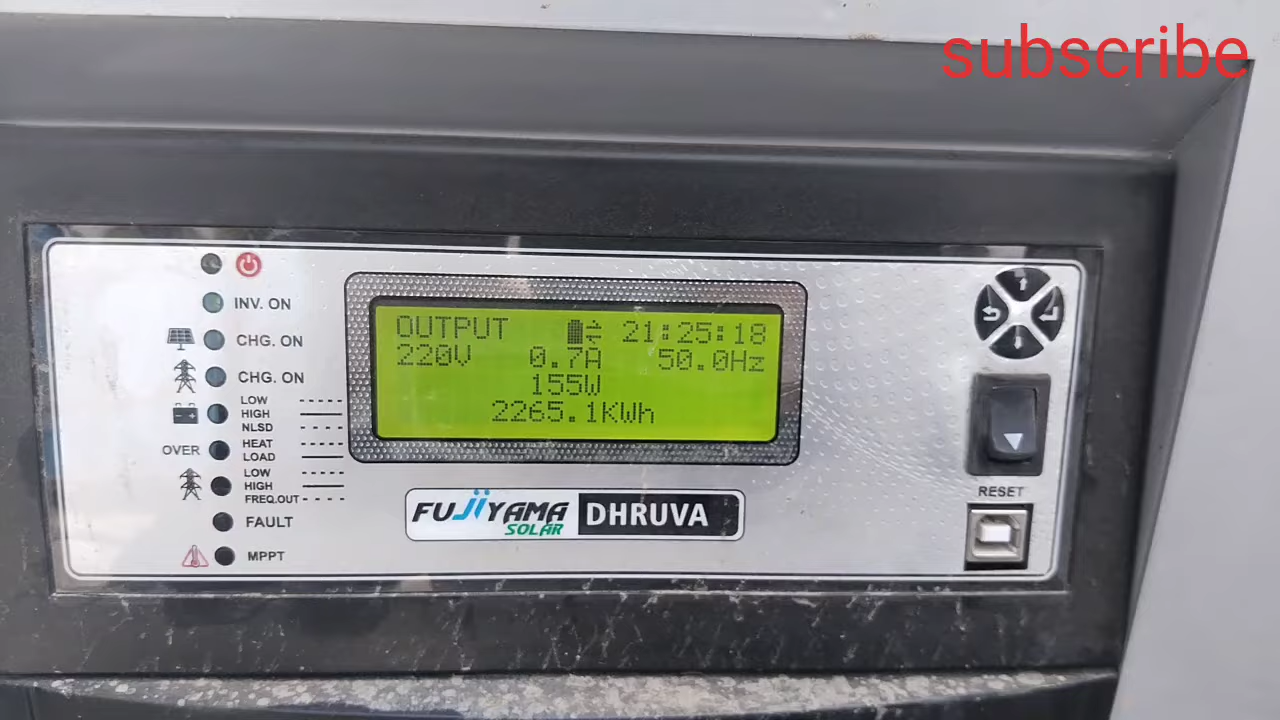 subscribe
INV. ON
CHG. ON
CHG. ON
LOW
HIGH
NLSD
OVER
HEAT
LOAD
LOW
HIGH
FREQ.OUT
FAULT
MPPT
OUTPUT 21:25:18
220V 0.7A 50.0Hz
155W
2265.1KWh
FUJIYAMA
SOLAR
DHRUVA
RESET